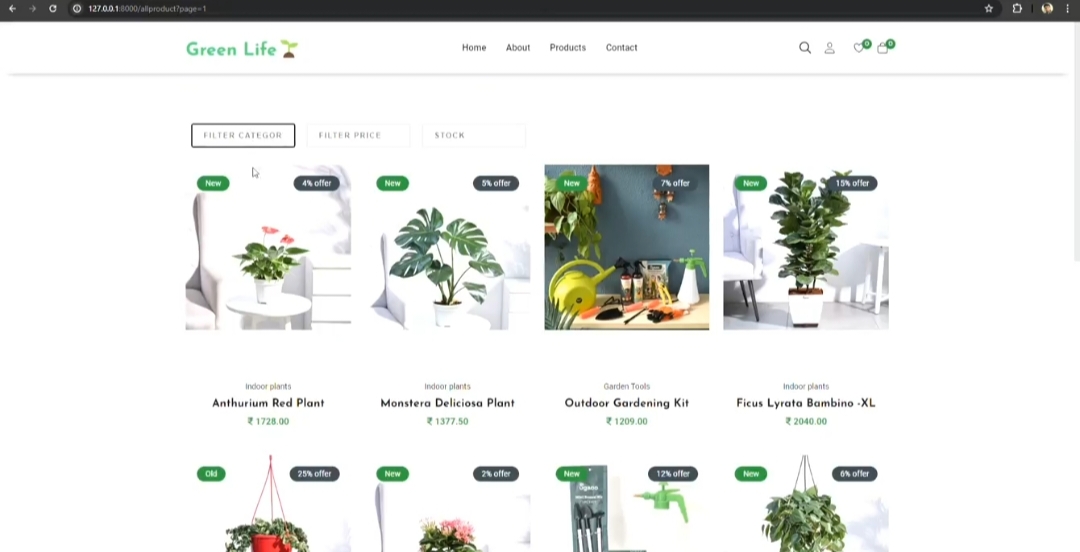 127.0.0.1:8000/allproduct?page=1
Green Life
Home About Products Contact
0 0
FILTER CATEGOR FILTER PRICE STOCK
New 4% offer New 5% offer New 7% offer New 15% offer
Indoor plants Indoor plants Garden Tools Indoor plants
Anthurium Red Plant Monstera Deliciosa Plant Outdoor Gardening Kit Ficus Lyrata Bambino -XL
₹ 1728.00 ₹ 1377.50 ₹ 1209.00 ₹ 2040.00
Old 25% offer New 2% offer New 12% offer New 6% offer
Ugaoo